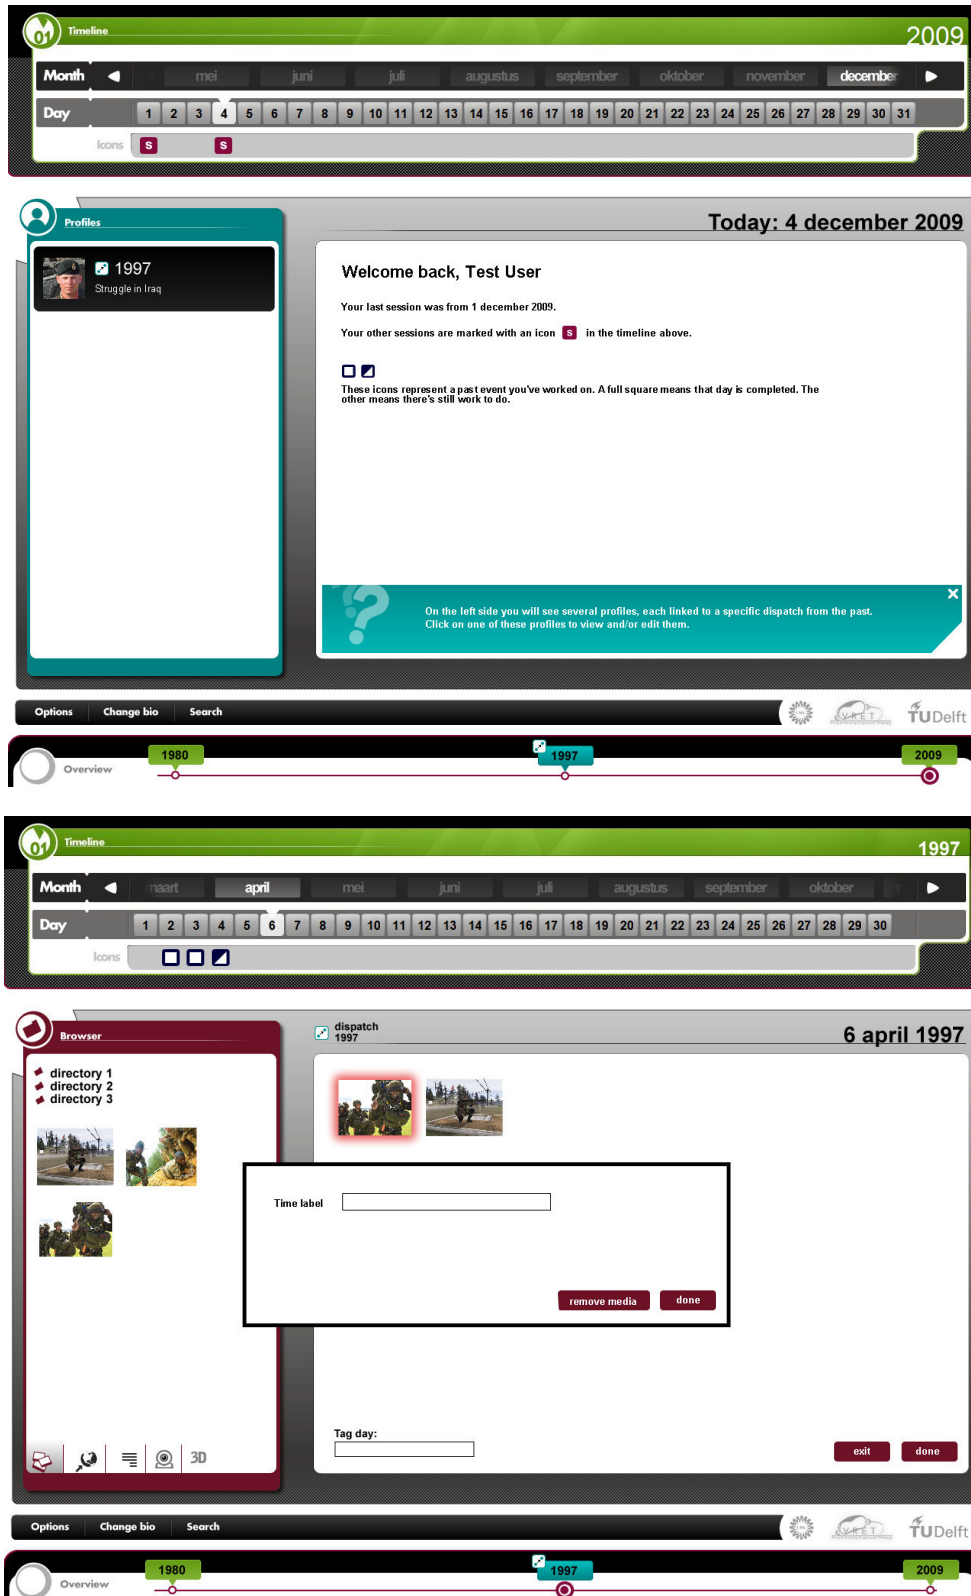 01 Timeline
2009
Month mei juni juli augustus september oktober november december
Day 1 2 3 4 5 6 7 8 9 10 11 12 13 14 15 16 17 18 19 20 21 22 23 24 25 26 27 28 29 30 31
Icons S S
Profiles
Today: 4 december 2009
1997
Struggle in Iraq
Welcome back, Test User
Your last session was from 1 december 2009.
Your other sessions are marked with an icon S in the timeline above.
These icons represent a past event you've worked on. A full square means that day is completed. The
other means there's still work to do.
?
On the left side you will see several profiles, each linked to a specific dispatch from the past.
Click on one of these profiles to view and/or edit them.
Options Change bio Search
VRET
TUDelft
Overview 1980 1997 2009
01 Timeline
1997
Month maart april mei juni juli augustus september oktober
Day 1 2 3 4 5 6 7 8 9 10 11 12 13 14 15 16 17 18 19 20 21 22 23 24 25 26 27 28 29 30
Icons
Browser
dispatch
1997
6 april 1997
directory 1
directory 2
directory 3
Time label
remove media done
Tag day:
3D
exit done
Options Change bio Search
VRET
TUDelft
Overview 1980 1997 2009